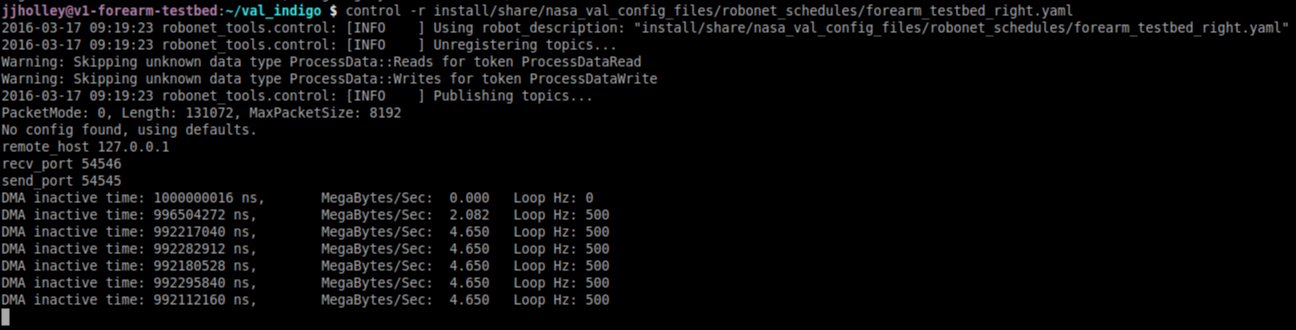 jjholley@v1-forearm-testbed:~/val_indigo $ control -r install/share/nasa_val_config_files/robonet_schedules/forearm_testbed_right.yaml
2016-03-17 09:19:23 robonet_tools.control: [INFO    ] Using robot_description: "install/share/nasa_val_config_files/robonet_schedules/forearm_testbed_right.yaml"
2016-03-17 09:19:23 robonet_tools.control: [INFO    ] Unregistering topics...
Warning: Skipping unknown data type ProcessData::Reads for token ProcessDataRead
Warning: Skipping unknown data type ProcessData::Writes for token ProcessDataWrite
2016-03-17 09:19:23 robonet_tools.control: [INFO    ] Publishing topics...
PacketMode: 0, Length: 131072, MaxPacketSize: 8192
No config found, using defaults.
remote_host 127.0.0.1
recv_port 54546
send_port 54545
DMA inactive time: 1000000016 ns,       MegaBytes/Sec:  0.000   Loop Hz: 0
DMA inactive time: 996504272 ns,        MegaBytes/Sec:  2.082   Loop Hz: 500
DMA inactive time: 992217040 ns,        MegaBytes/Sec:  4.650   Loop Hz: 500
DMA inactive time: 992282912 ns,        MegaBytes/Sec:  4.650   Loop Hz: 500
DMA inactive time: 992180528 ns,        MegaBytes/Sec:  4.650   Loop Hz: 500
DMA inactive time: 992295840 ns,        MegaBytes/Sec:  4.650   Loop Hz: 500
DMA inactive time: 992112160 ns,        MegaBytes/Sec:  4.650   Loop Hz: 500